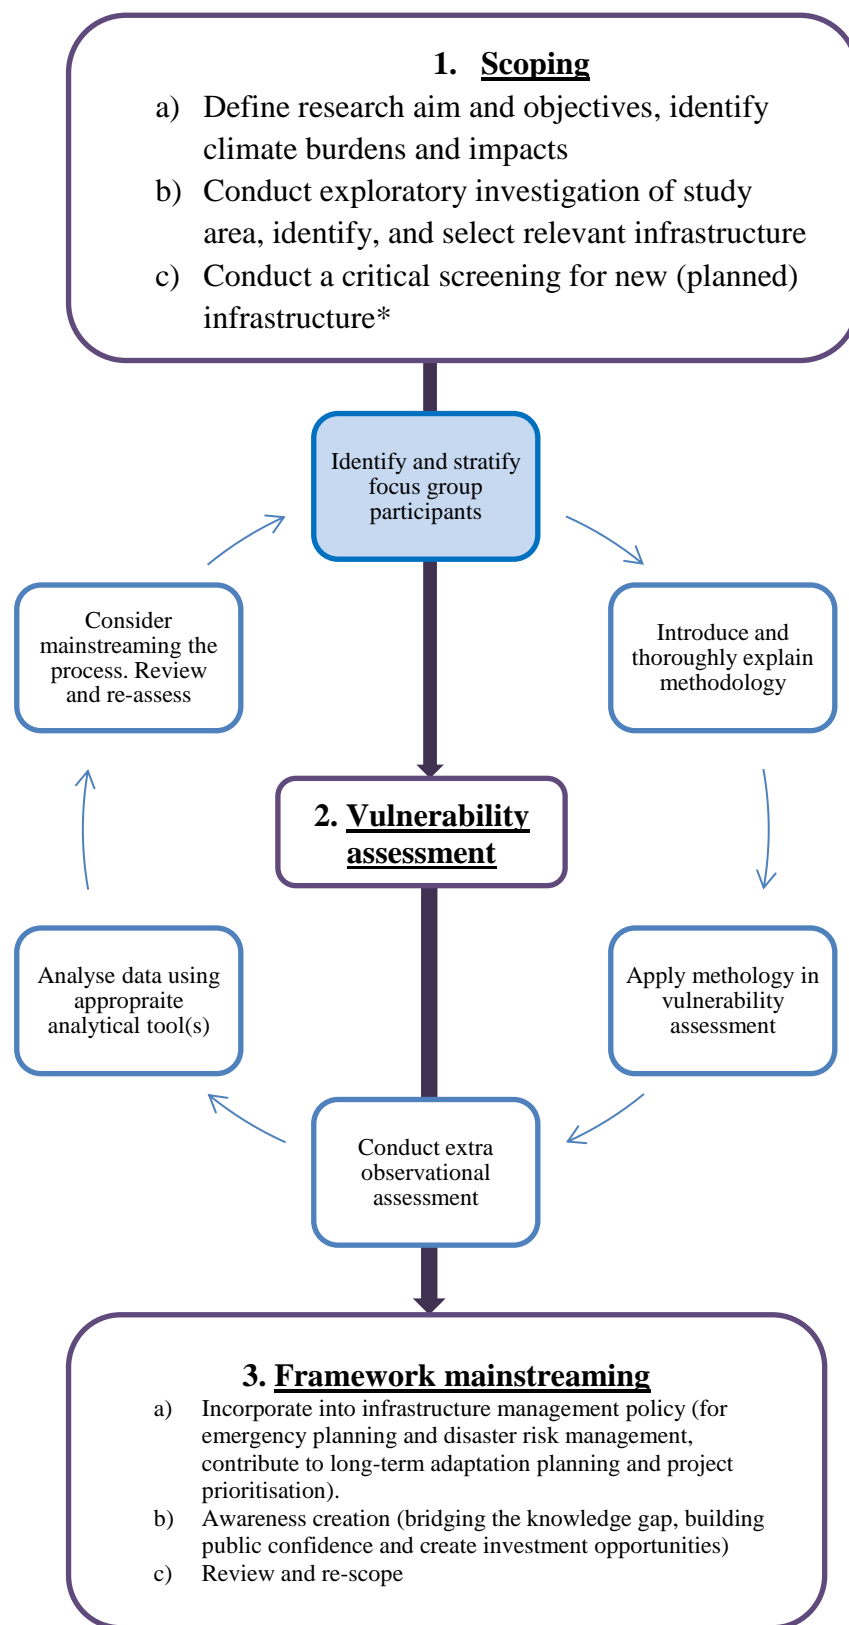 1. Scoping
a) Define research aim and objectives, identify
climate burdens and impacts
b) Conduct exploratory investigation of study
area, identify, and select relevant infrastructure
c) Conduct a critical screening for new (planned)
infrastructure*
Identify and stratify
focus group
participants
Consider
mainstreaming the
process. Review
and re-assess
Introduce and
thoroughly explain
methodology
2. Vulnerability
assessment
Analyse data using
appropraite
analytical tool(s)
Apply methology in
vulnerability
assessment
Conduct extra
observational
assessment
3. Framework mainstreaming
a) Incorporate into infrastructure management policy (for
emergency planning and disaster risk management,
contribute to long-term adaptation planning and project
prioritisation).
b) Awareness creation (bridging the knowledge gap, building
public confidence and create investment opportunities)
c) Review and re-scope